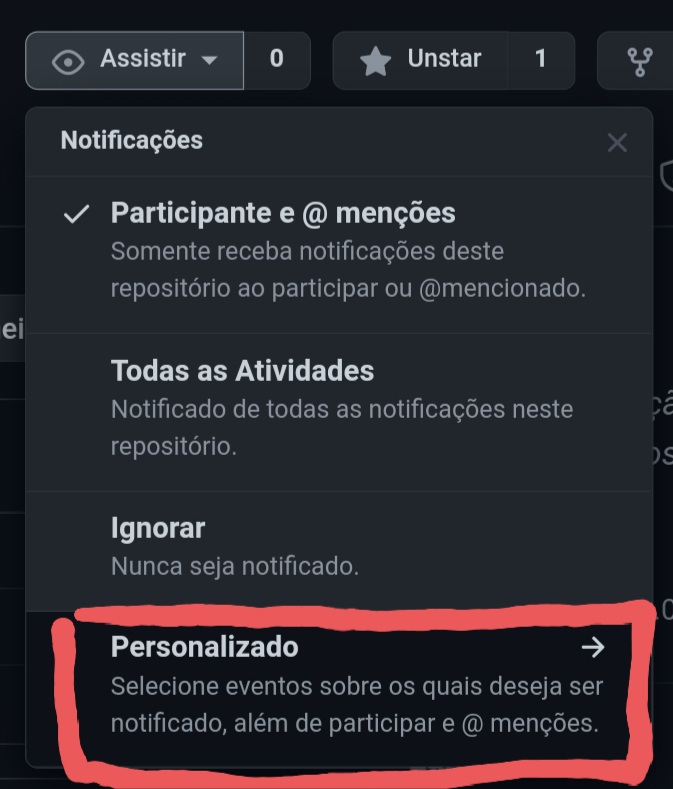 Assistir 0 Unstar 1
Notificações
Participante e @ menções
Somente receba notificações deste
repositório ao participar ou @mencionado.
Todas as Atividades
Notificado de todas as notificações neste
repositório.
Ignorar
Nunca seja notificado.
Personalizado
Selecione eventos sobre os quais deseja ser
notificado, além de participar e @ menções.